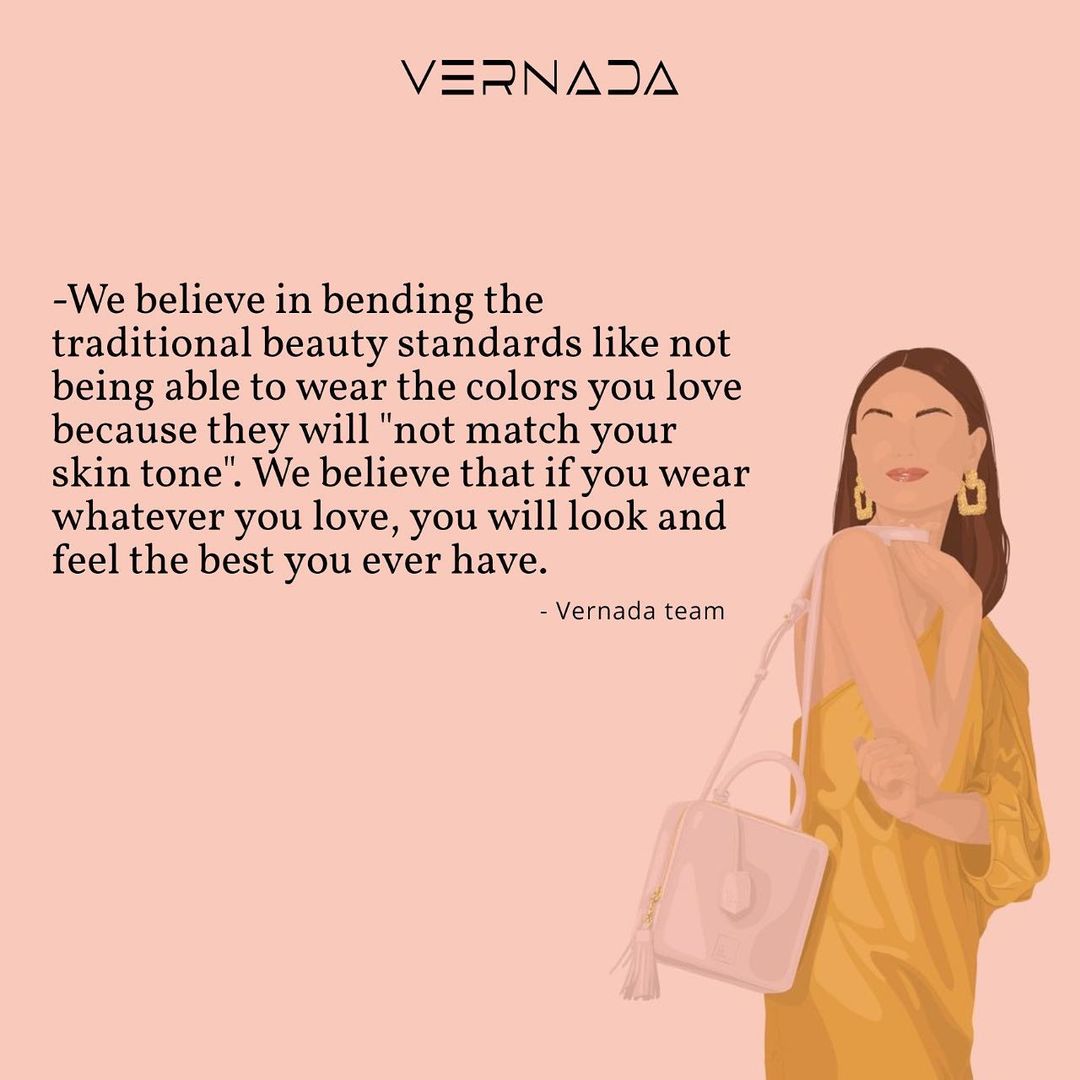 VERNADA
-We believe in bending the
traditional beauty standards like not
being able to wear the colors you love
because they will "not match your
skin tone". We believe that if you wear
whatever you love, you will look and
feel the best you ever have.
- Vernada team